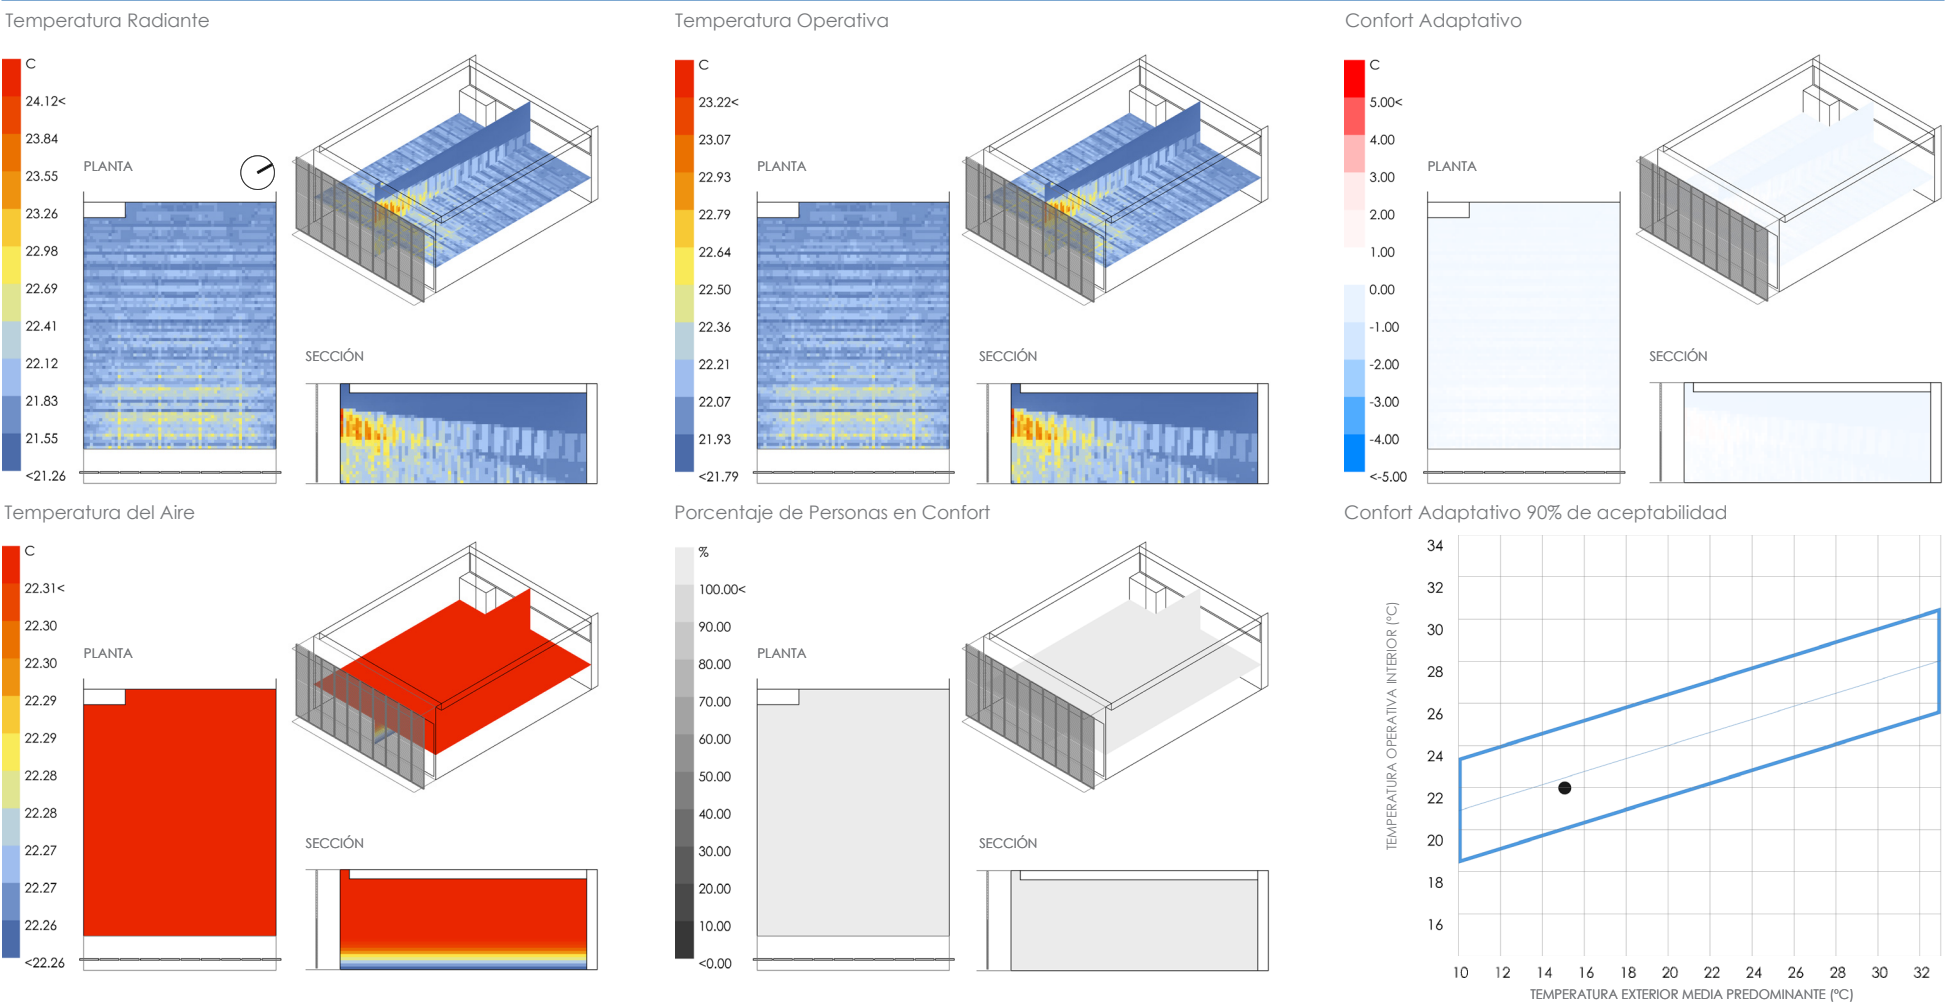 Temperatura Radiante
C
24.12<
23.84
23.55
23.26
22.98
22.69
22.41
22.12
21.83
21.55
<21.26
PLANTA
SECCIÓN
Temperatura Operativa
C
23.22<
23.07
22.93
22.79
22.64
22.50
22.36
22.21
22.07
21.93
<21.79
PLANTA
SECCIÓN
Confort Adaptativo
C
5.00<
4.00
3.00
2.00
1.00
0.00
-1.00
-2.00
-3.00
-4.00
<-5.00
PLANTA
SECCIÓN
Temperatura del Aire
C
22.31<
22.30
22.30
22.29
22.29
22.28
22.28
22.27
22.27
22.26
<22.26
PLANTA
SECCIÓN
Porcentaje de Personas en Confort
%
100.00<
90.00
80.00
70.00
60.00
50.00
40.00
30.00
20.00
10.00
<0.00
PLANTA
SECCIÓN
Confort Adaptativo 90% de aceptabilidad
TEMPERATURA OPERATIVA INTERIOR (ºC)
34
32
30
28
26
24
22
20
18
16
10 12 14 16 18 20 22 24 26 28 30 32
TEMPERATURA EXTERIOR MEDIA PREDOMINANTE (ºC)